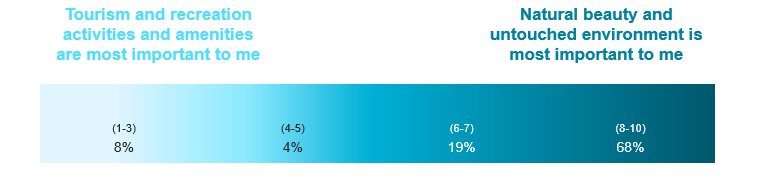 Tourism and recreation
activities and amenities
are most important to me
Natural beauty and
untouched environment is
most important to me
(1-3) (4-5) (6-7) (8-10)
8% 4% 19% 68%